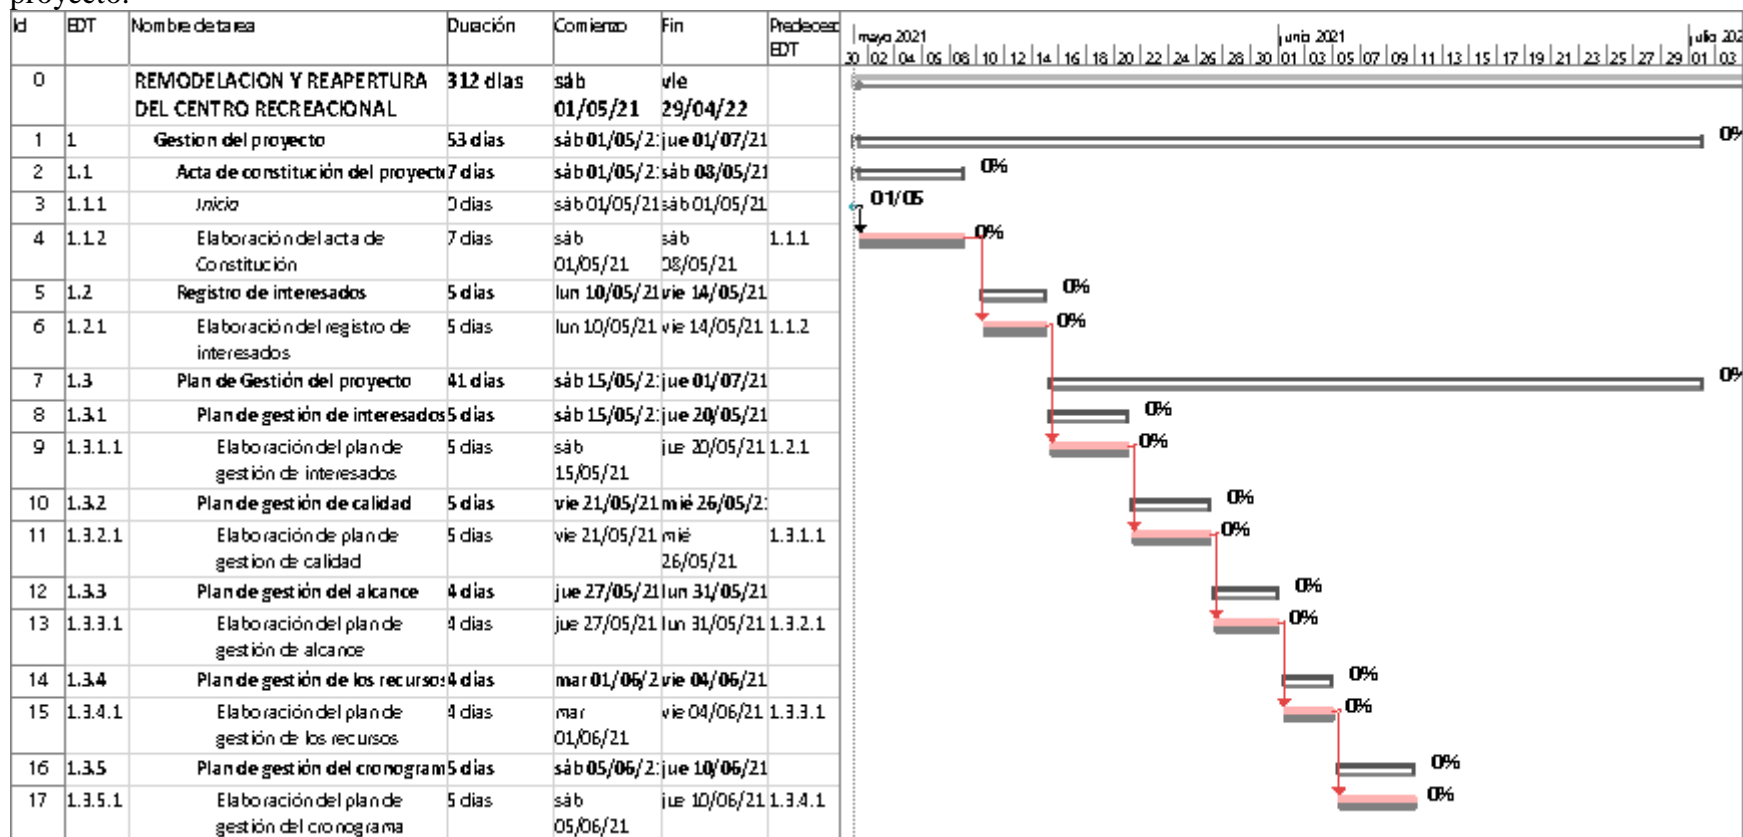 proyecto.
Id EDT Nombre de tarea Duración Comienzo Fin Predeceso
EDT
mayo 2021 junio 2021 julio 202
30 02 04 06 08 10 12 14 16 18 20 22 24 26 28 30 01 03 05 07 09 11 13 15 17 19 21 23 25 27 29 01 03
0 REMODELACION Y REAPERTURA 312 días sáb vie
DEL CENTRO RECREACIONAL 01/05/21 29/04/22
1 1 Gestion del proyecto 53 días sáb 01/05/2 jue 01/07/21 0%
2 1.1 Acta de constitución del proyect 7 días sáb 01/05/2 sáb 08/05/21 0%
3 1.1.1 Inicio 0 días sáb 01/05/21 sáb 01/05/21 01/05
4 1.1.2 Elaboración del acta de 7 días sáb sáb 1.1.1 0%
Constitución 01/05/21 08/05/21
5 1.2 Registro de interesados 5 días lun 10/05/21 vie 14/05/21 0%
6 1.2.1 Elaboración del registro de 5 días lun 10/05/21 vie 14/05/21 1.1.2 0%
interesados
7 1.3 Plan de Gestión del proyecto 41 días sáb 15/05/2 jue 01/07/21 0%
8 1.3.1 Plan de gestión de interesados 5 días sáb 15/05/2 jue 20/05/21 0%
9 1.3.1.1 Elaboración del plan de 5 días sáb jue 20/05/21 1.2.1 0%
gestión de interesados 15/05/21
10 1.3.2 Plan de gestión de calidad 5 días vie 21/05/21 mié 26/05/2 0%
11 1.3.2.1 Elaboración de plan de 5 días vie 21/05/21 mié 1.3.1.1 0%
gestion de calidad 26/05/21
12 1.3.3 Plan de gestión del alcance 4 días jue 27/05/21 lun 31/05/21 0%
13 1.3.3.1 Elaboración del plan de 4 días jue 27/05/21 lun 31/05/21 1.3.2.1 0%
gestión de alcance
14 1.3.4 Plan de gestión de los recursos 4 días mar 01/06/2 vie 04/06/21 0%
15 1.3.4.1 Elaboración del plan de 4 días mar vie 04/06/21 1.3.3.1 0%
gestión de los recursos 01/06/21
16 1.3.5 Plan de gestión del cronogram 5 días sáb 05/06/2 jue 10/06/21 0%
17 1.3.5.1 Elaboración del plan de 5 días sáb jue 10/06/21 1.3.4.1 0%
gestión del cronograma 05/06/21